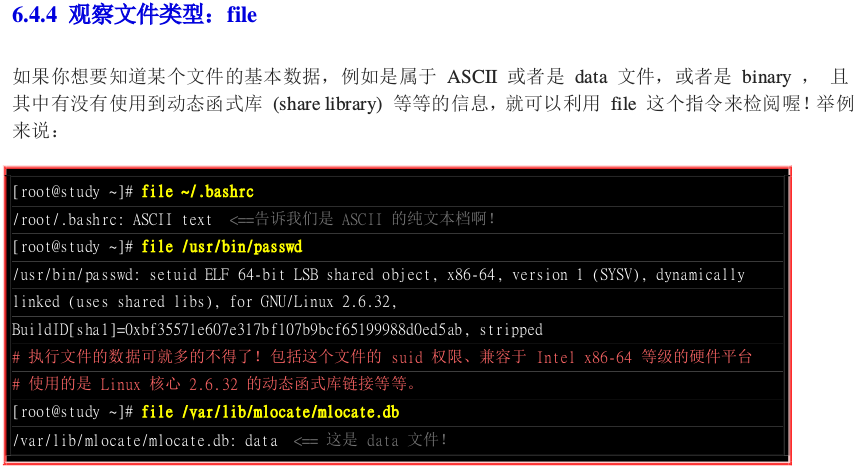 6.4.4 观察文件类型：file
如果你想要知道某个文件的基本数据，例如是属于 ASCII 或者是 data 文件，或者是 binary ， 且
其中有没有使用到动态函式库 (share library) 等等的信息，就可以利用 file 这个指令来检阅喔！举例
来说：
[root@study ~]# file ~/.bashrc
/root/.bashrc: ASCII text <==告诉我们是 ASCII 的纯文本档啊！
[root@study ~]# file /usr/bin/passwd
/usr/bin/passwd: setuid ELF 64-bit LSB shared object, x86-64, version 1 (SYSV), dynamically
linked (uses shared libs), for GNU/Linux 2.6.32,
BuildID[sha1]=0xbf35571e607e317bf107b9bcf65199988d0ed5ab, stripped
# 执行文件的数据可就多的不得了！包括这个文件的 suid 权限、兼容于 Intel x86-64 等级的硬件平台
# 使用的是 Linux 核心 2.6.32 的动态函式库链接等等。
[root@study ~]# file /var/lib/mlocate/mlocate.db
/var/lib/mlocate/mlocate.db: data <== 这是 data 文件！